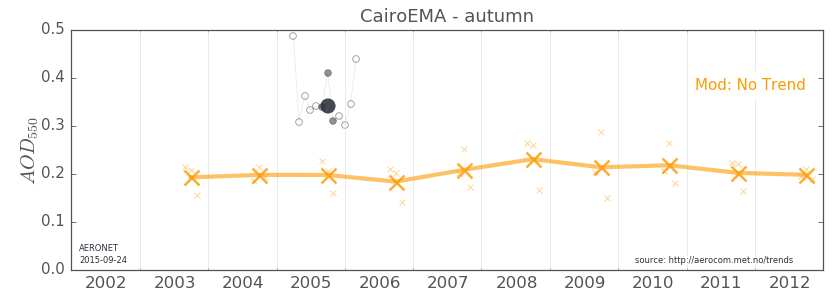 CairoEMA - autumn
0.5
0.4
0.3
0.2
0.1
0.0
AOD550
Mod: No Trend
AERONET
2015-09-24
source: http://aerocom.met.no/trends
2002 2003 2004 2005 2006 2007 2008 2009 2010 2011 2012